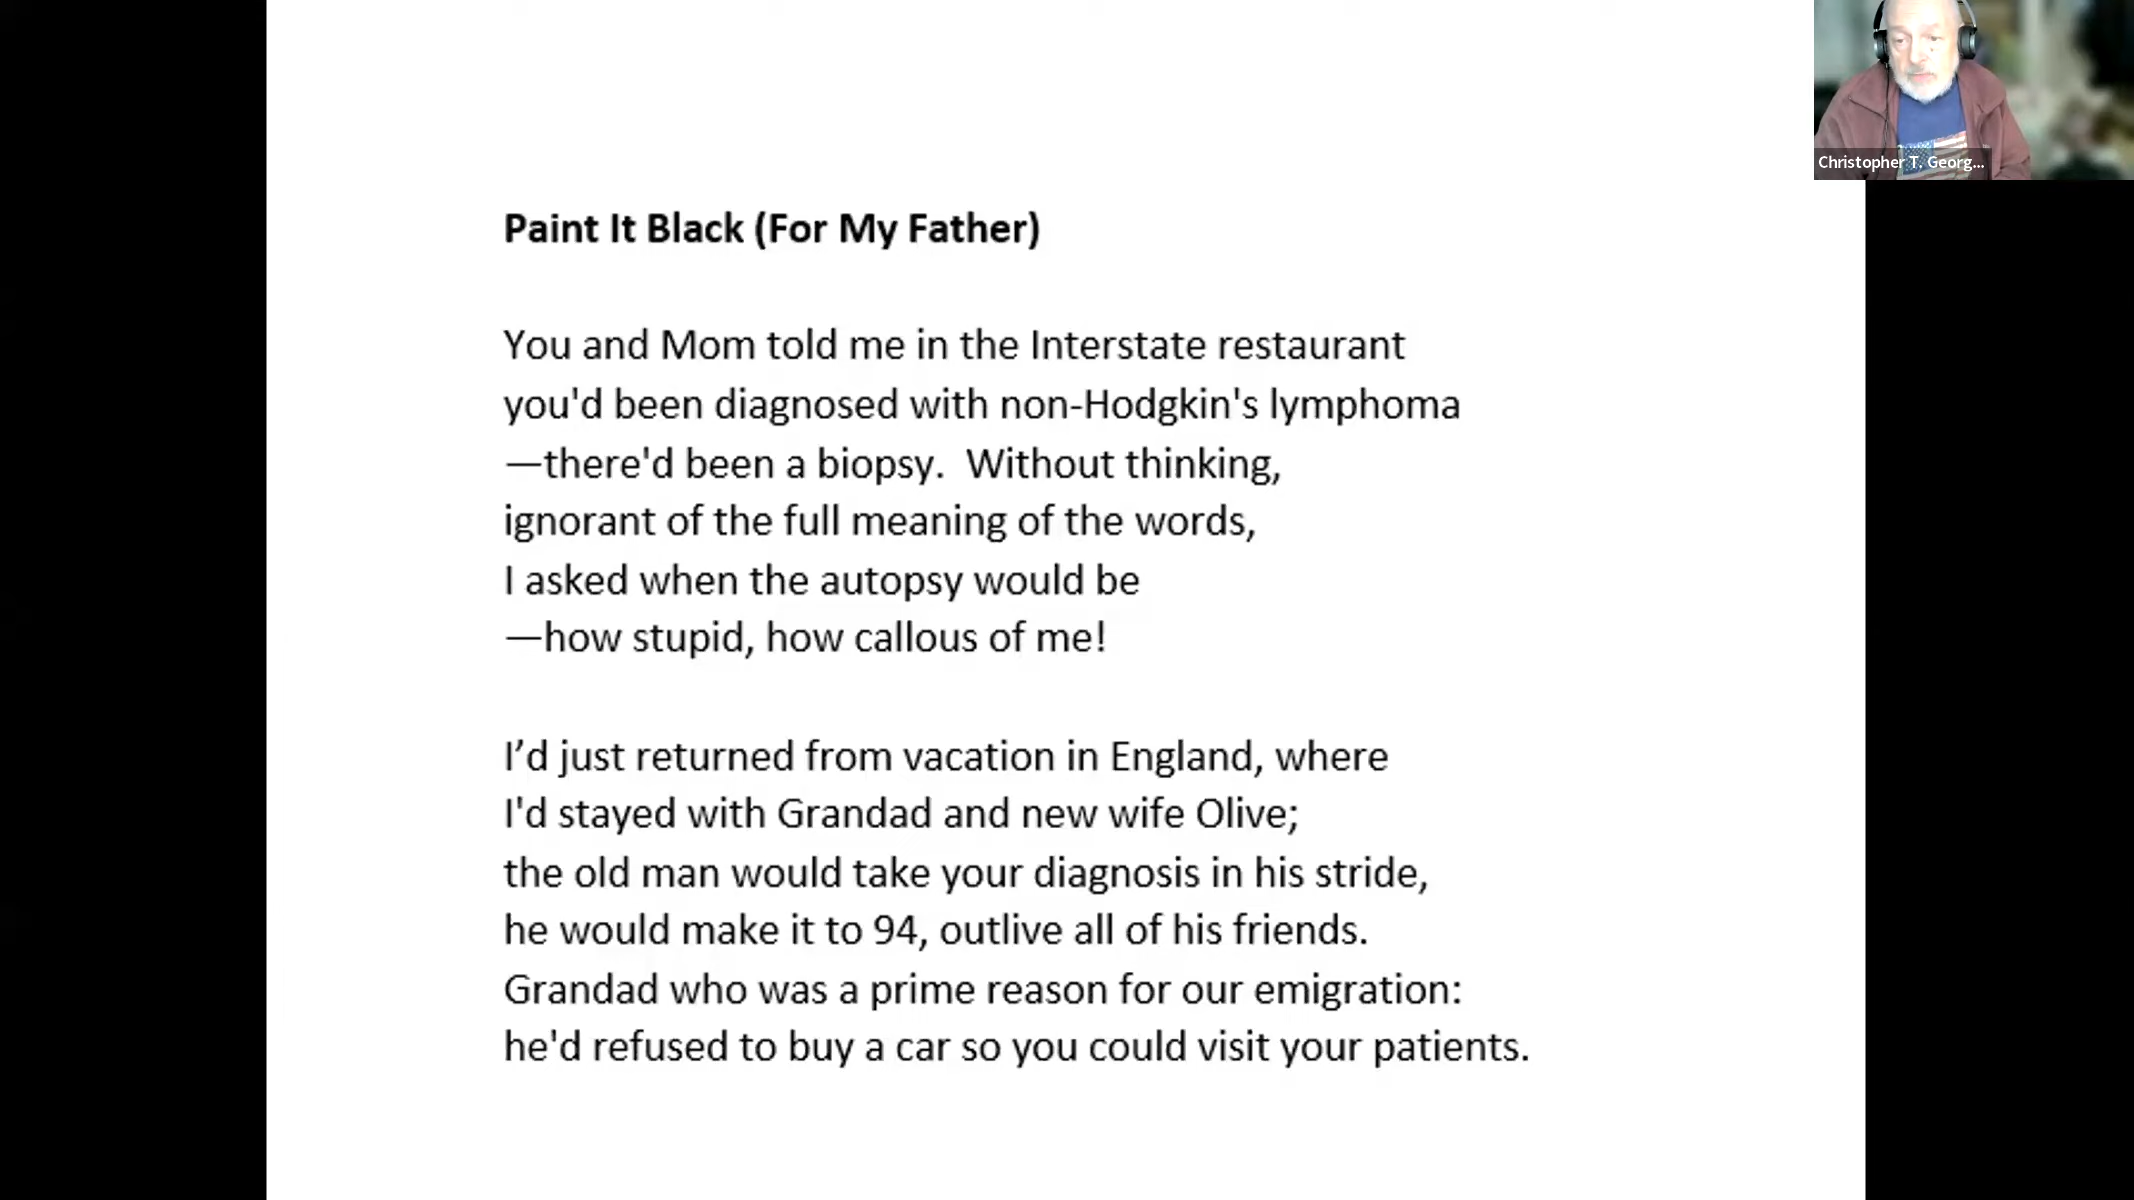 Christopher T. Georg...
Paint It Black (For My Father)
You and Mom told me in the Interstate restaurant
you'd been diagnosed with non-Hodgkin's lymphoma
—there'd been a biopsy.  Without thinking,
ignorant of the full meaning of the words,
I asked when the autopsy would be
—how stupid, how callous of me!
I’d just returned from vacation in England, where
I'd stayed with Grandad and new wife Olive;
the old man would take your diagnosis in his stride,
he would make it to 94, outlive all of his friends.
Grandad who was a prime reason for our emigration:
he'd refused to buy a car so you could visit your patients.